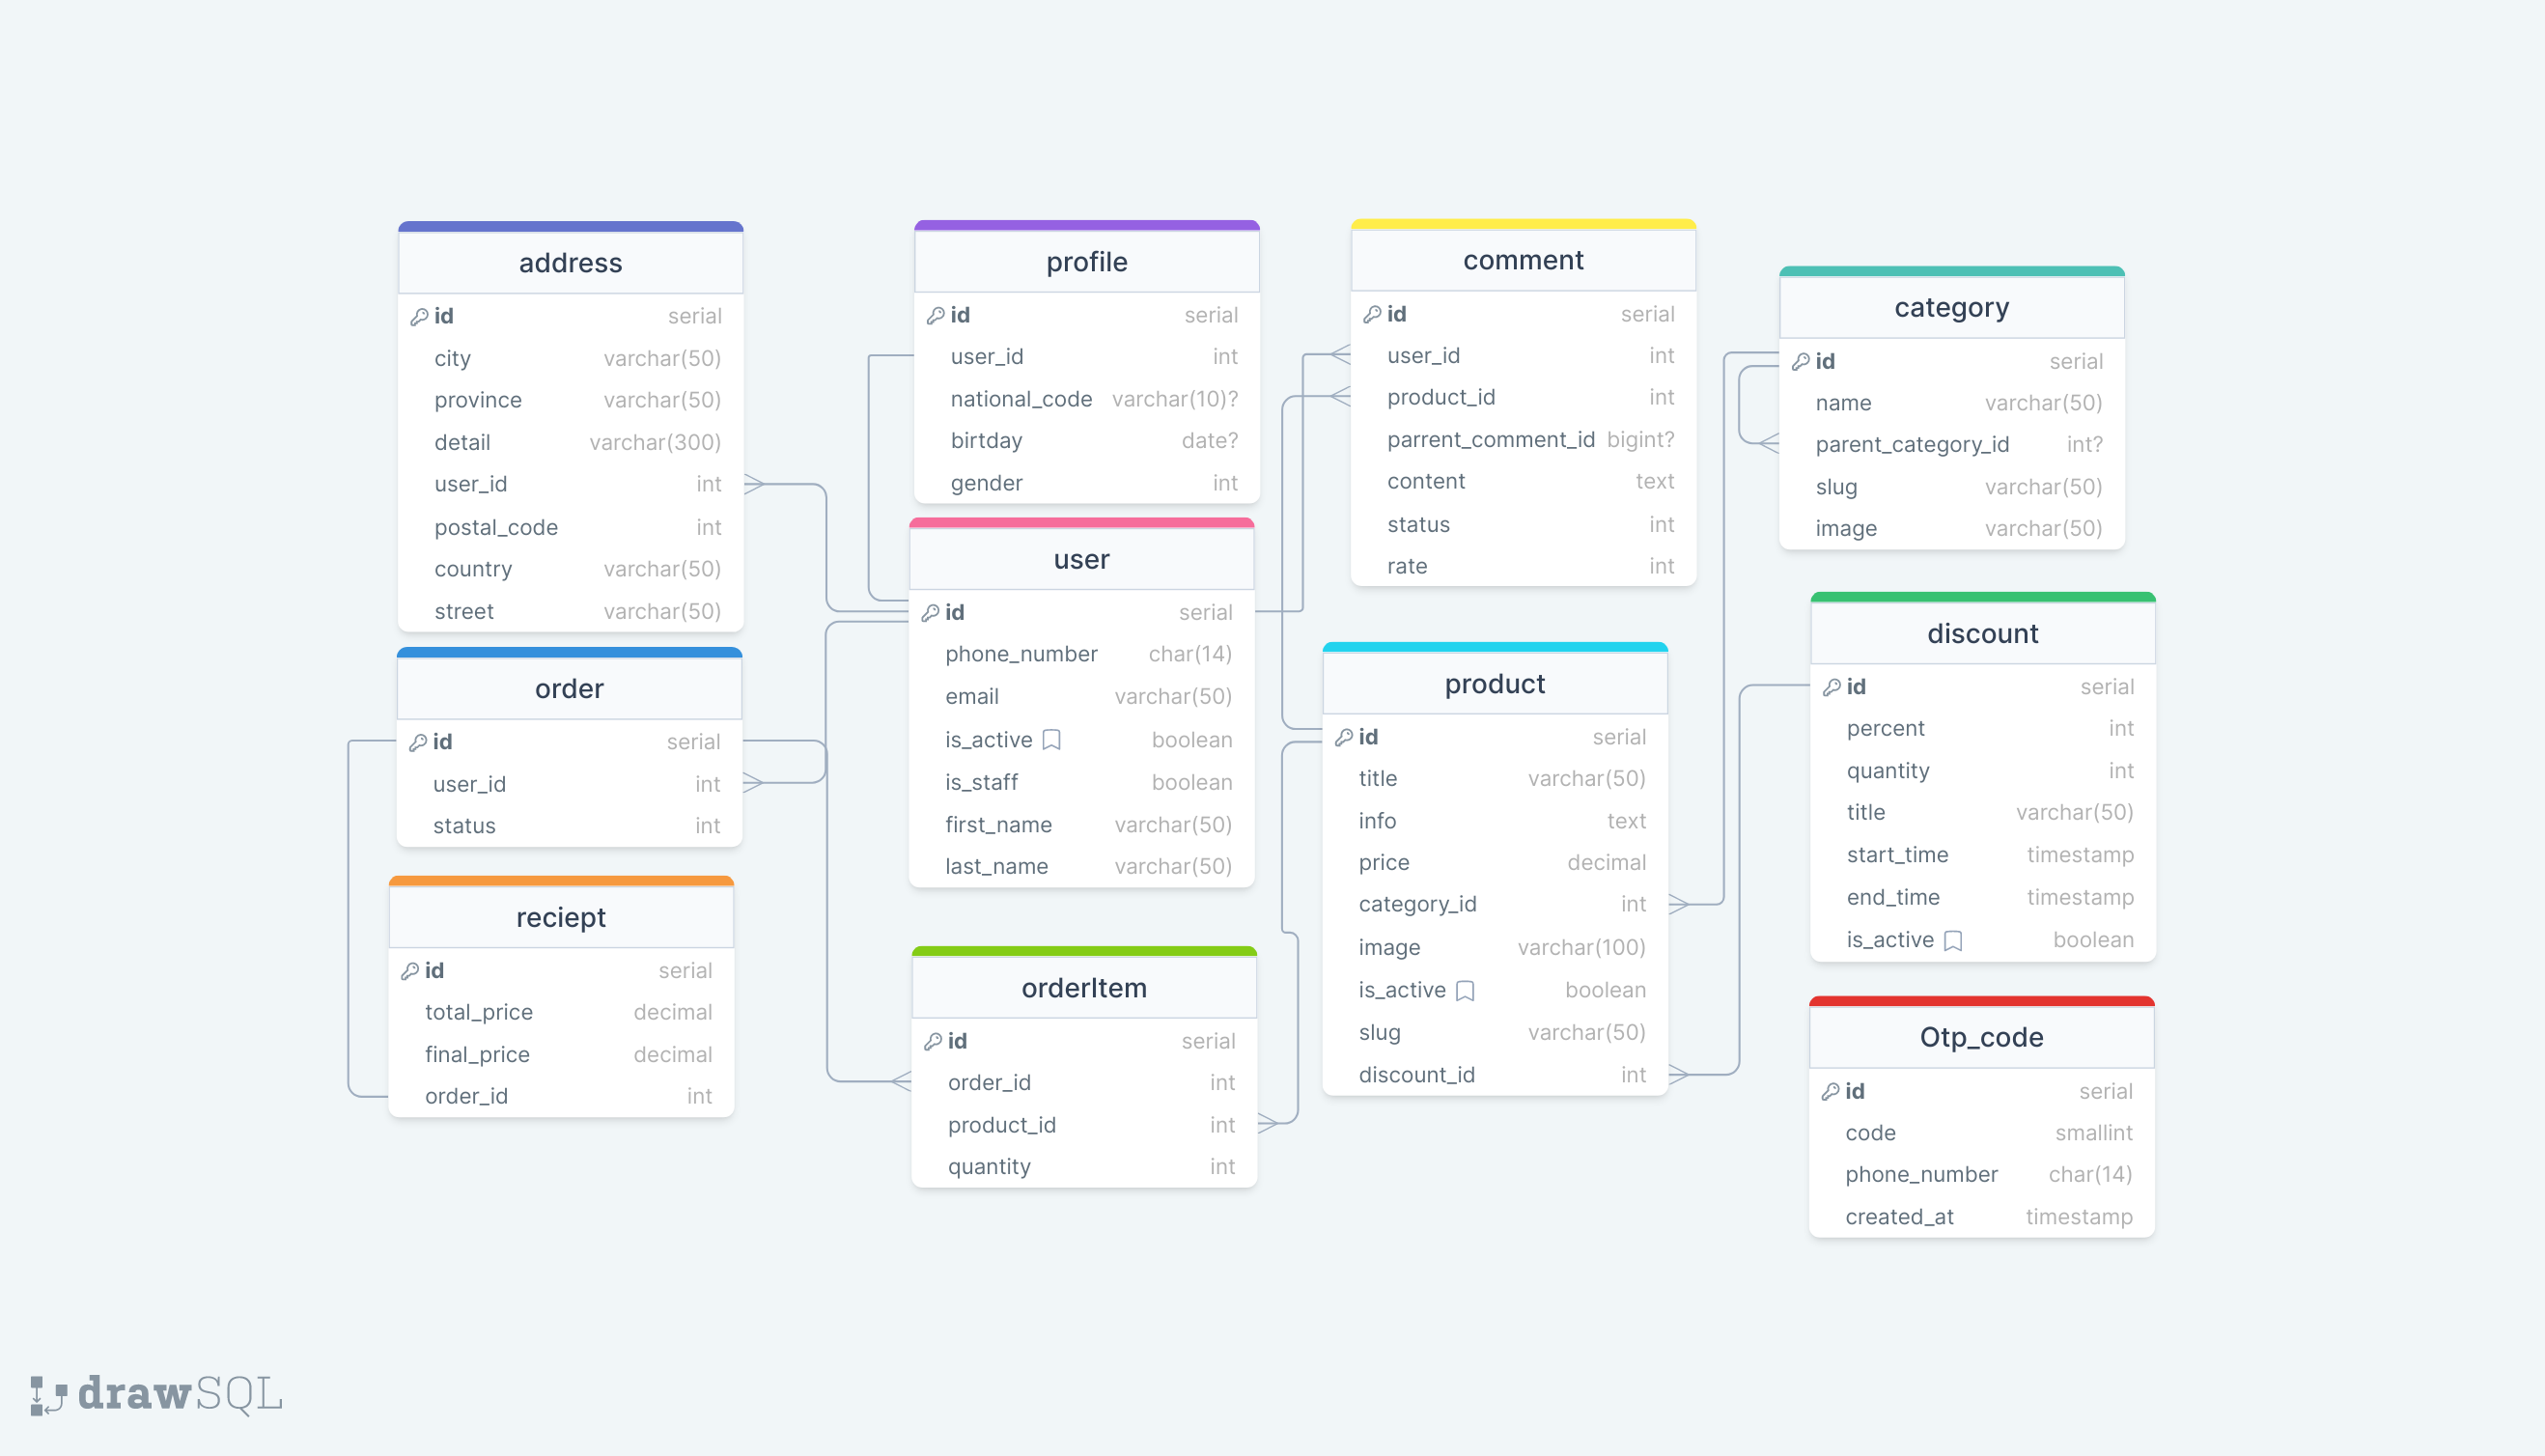 address
id serial
city varchar(50)
province varchar(50)
detail varchar(300)
user_id int
postal_code int
country varchar(50)
street varchar(50)
order
id serial
user_id int
status int
reciept
id serial
total_price decimal
final_price decimal
order_id int
profile
id serial
user_id int
national_code varchar(10)?
birtday date?
gender int
user
id serial
phone_number char(14)
email varchar(50)
is_active boolean
is_staff boolean
first_name varchar(50)
last_name varchar(50)
orderItem
id serial
order_id int
product_id int
quantity int
comment
id serial
user_id int
product_id int
parrent_comment_id bigint?
content text
status int
rate int
product
id serial
title varchar(50)
info text
price decimal
category_id int
image varchar(100)
is_active boolean
slug varchar(50)
discount_id int
category
id serial
name varchar(50)
parent_category_id int?
slug varchar(50)
image varchar(50)
discount
id serial
percent int
quantity int
title varchar(50)
start_time timestamp
end_time timestamp
is_active boolean
Otp_code
id serial
code smallint
phone_number char(14)
created_at timestamp
drawSQL